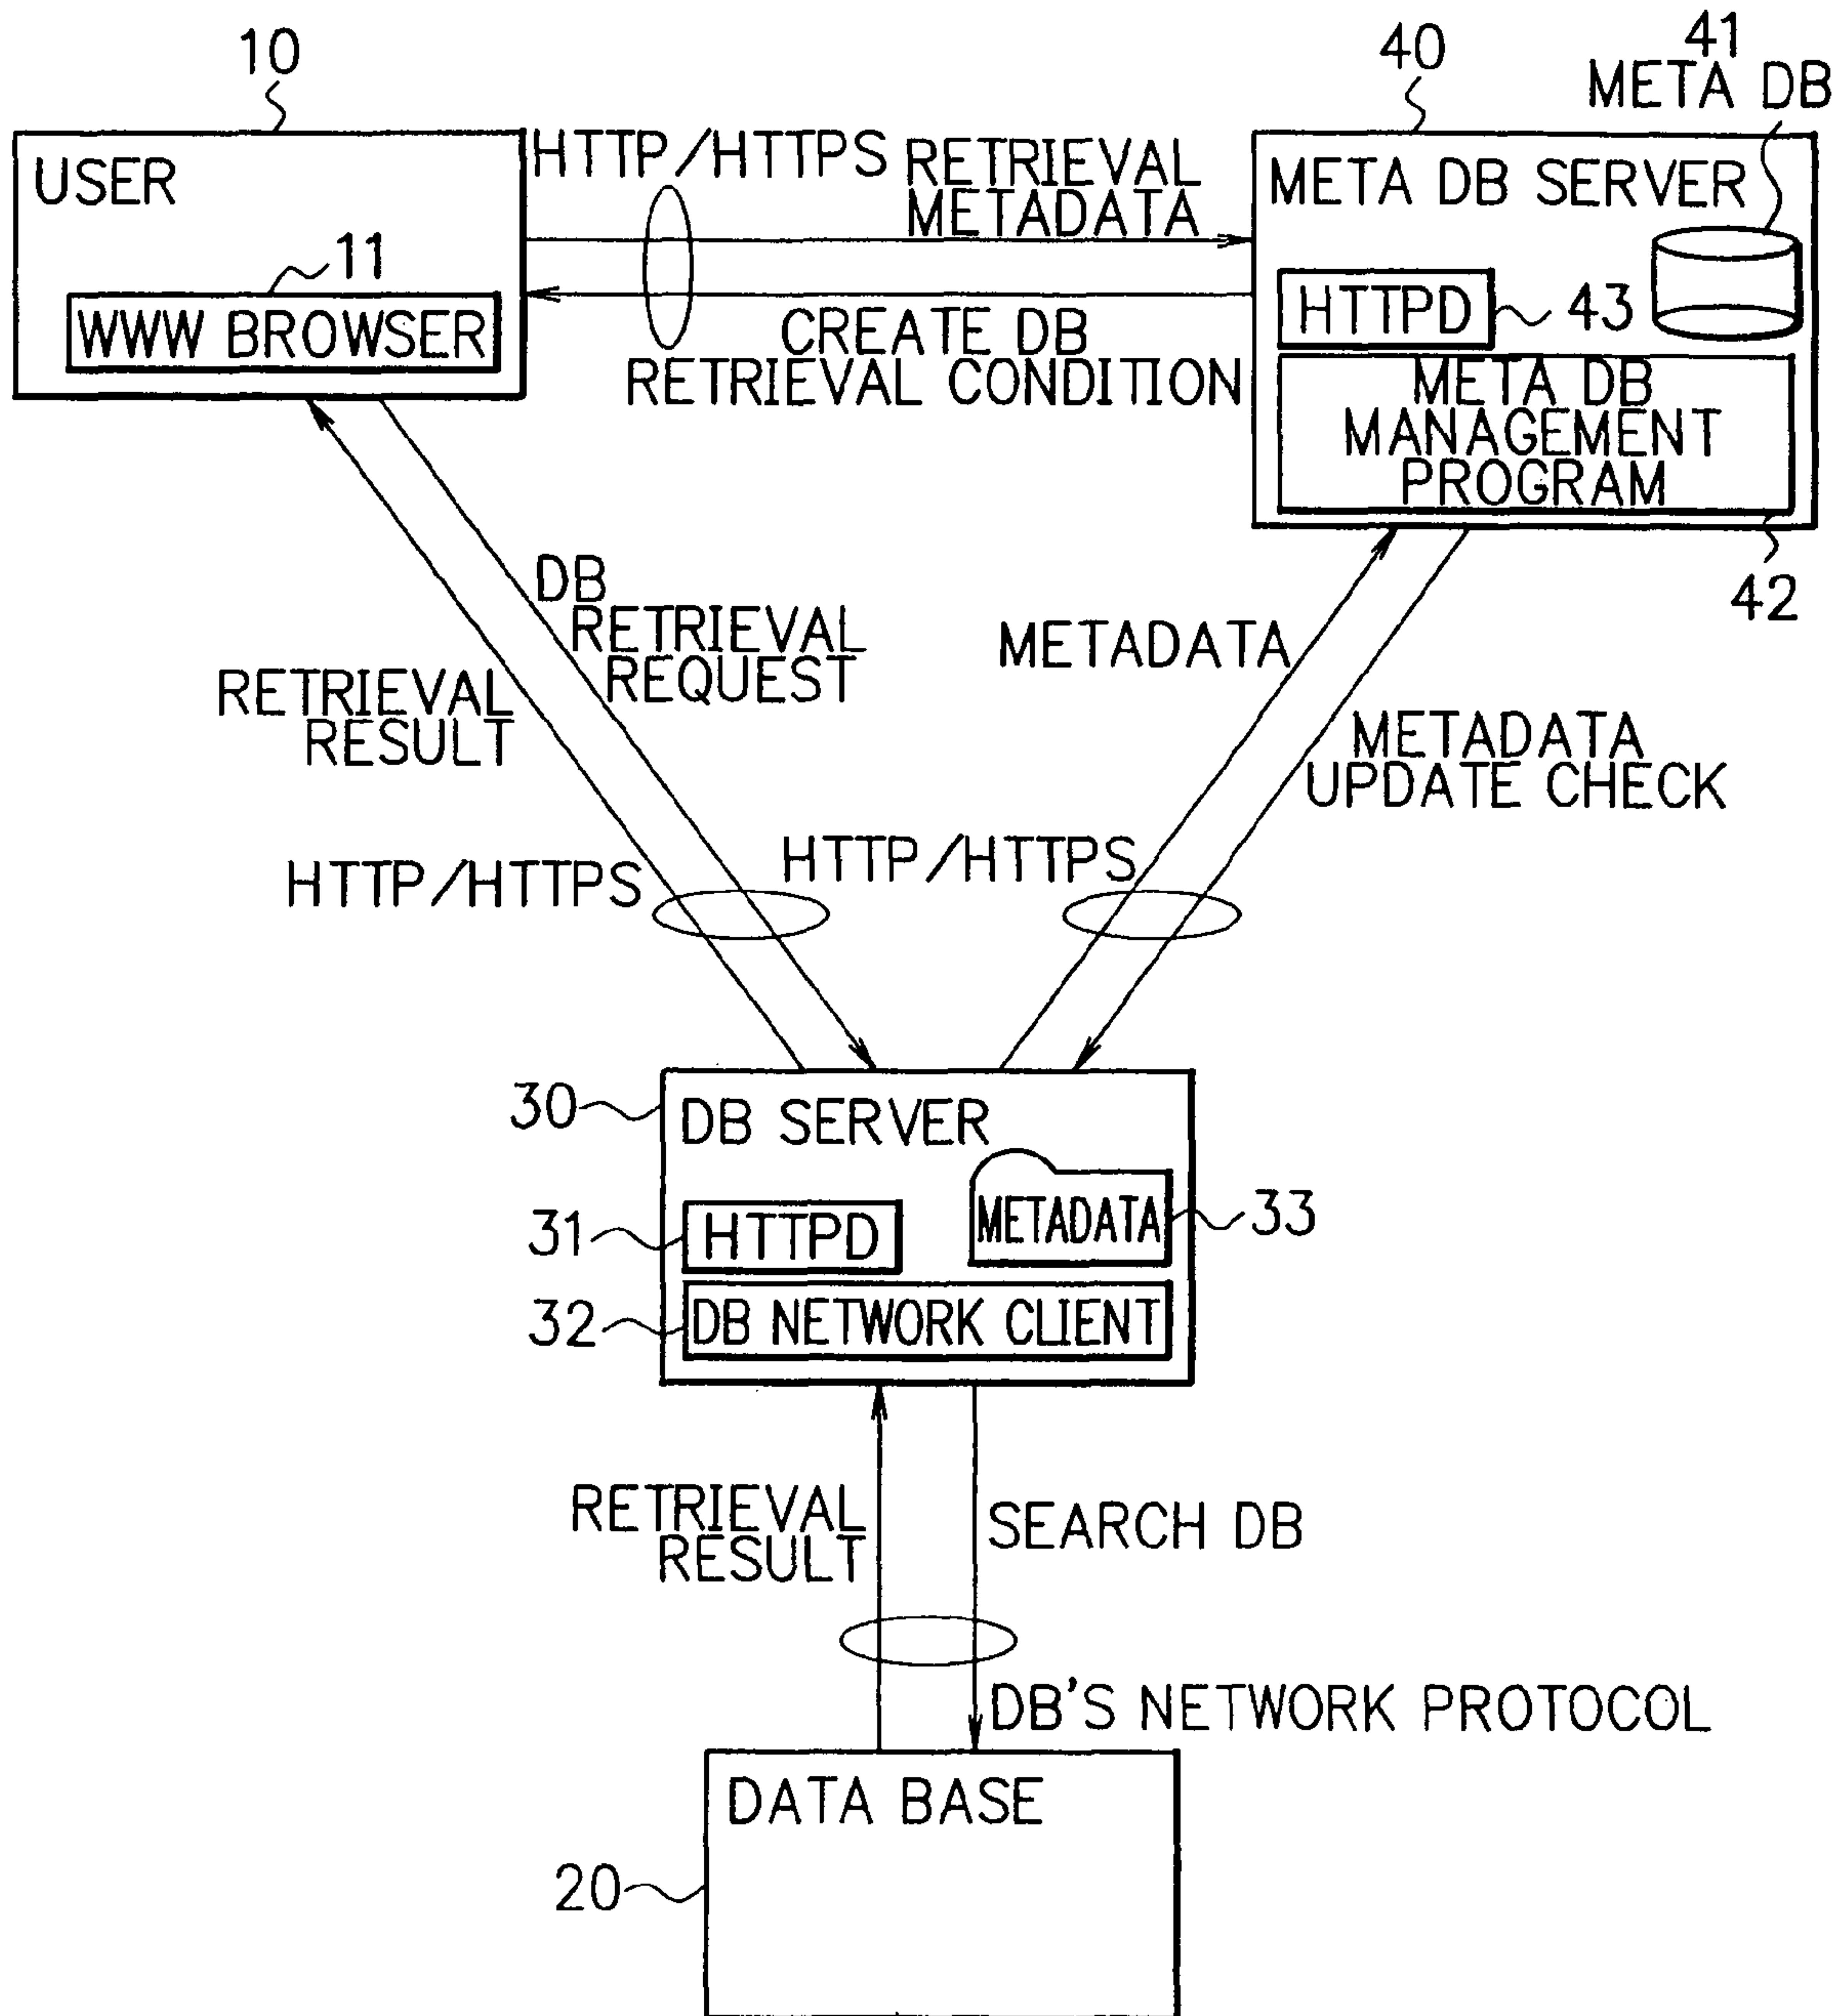 10
40
41
META DB
USER
HTTP/HTTPS
RETRIEVAL
METADATA
META DB SERVER
11
WWW BROWSER
CREATE DB
RETRIEVAL CONDITION
HTTPD
43
META DB
MANAGEMENT
PROGRAM
42
DB
RETRIEVAL
REQUEST
RETRIEVAL
RESULT
METADATA
METADATA
UPDATE CHECK
HTTP/HTTPS
HTTP/HTTPS
30
DB SERVER
31
HTTPD
METADATA
33
32
DB NETWORK CLIENT
RETRIEVAL
RESULT
SEARCH DB
DB'S NETWORK PROTOCOL
DATA BASE
20